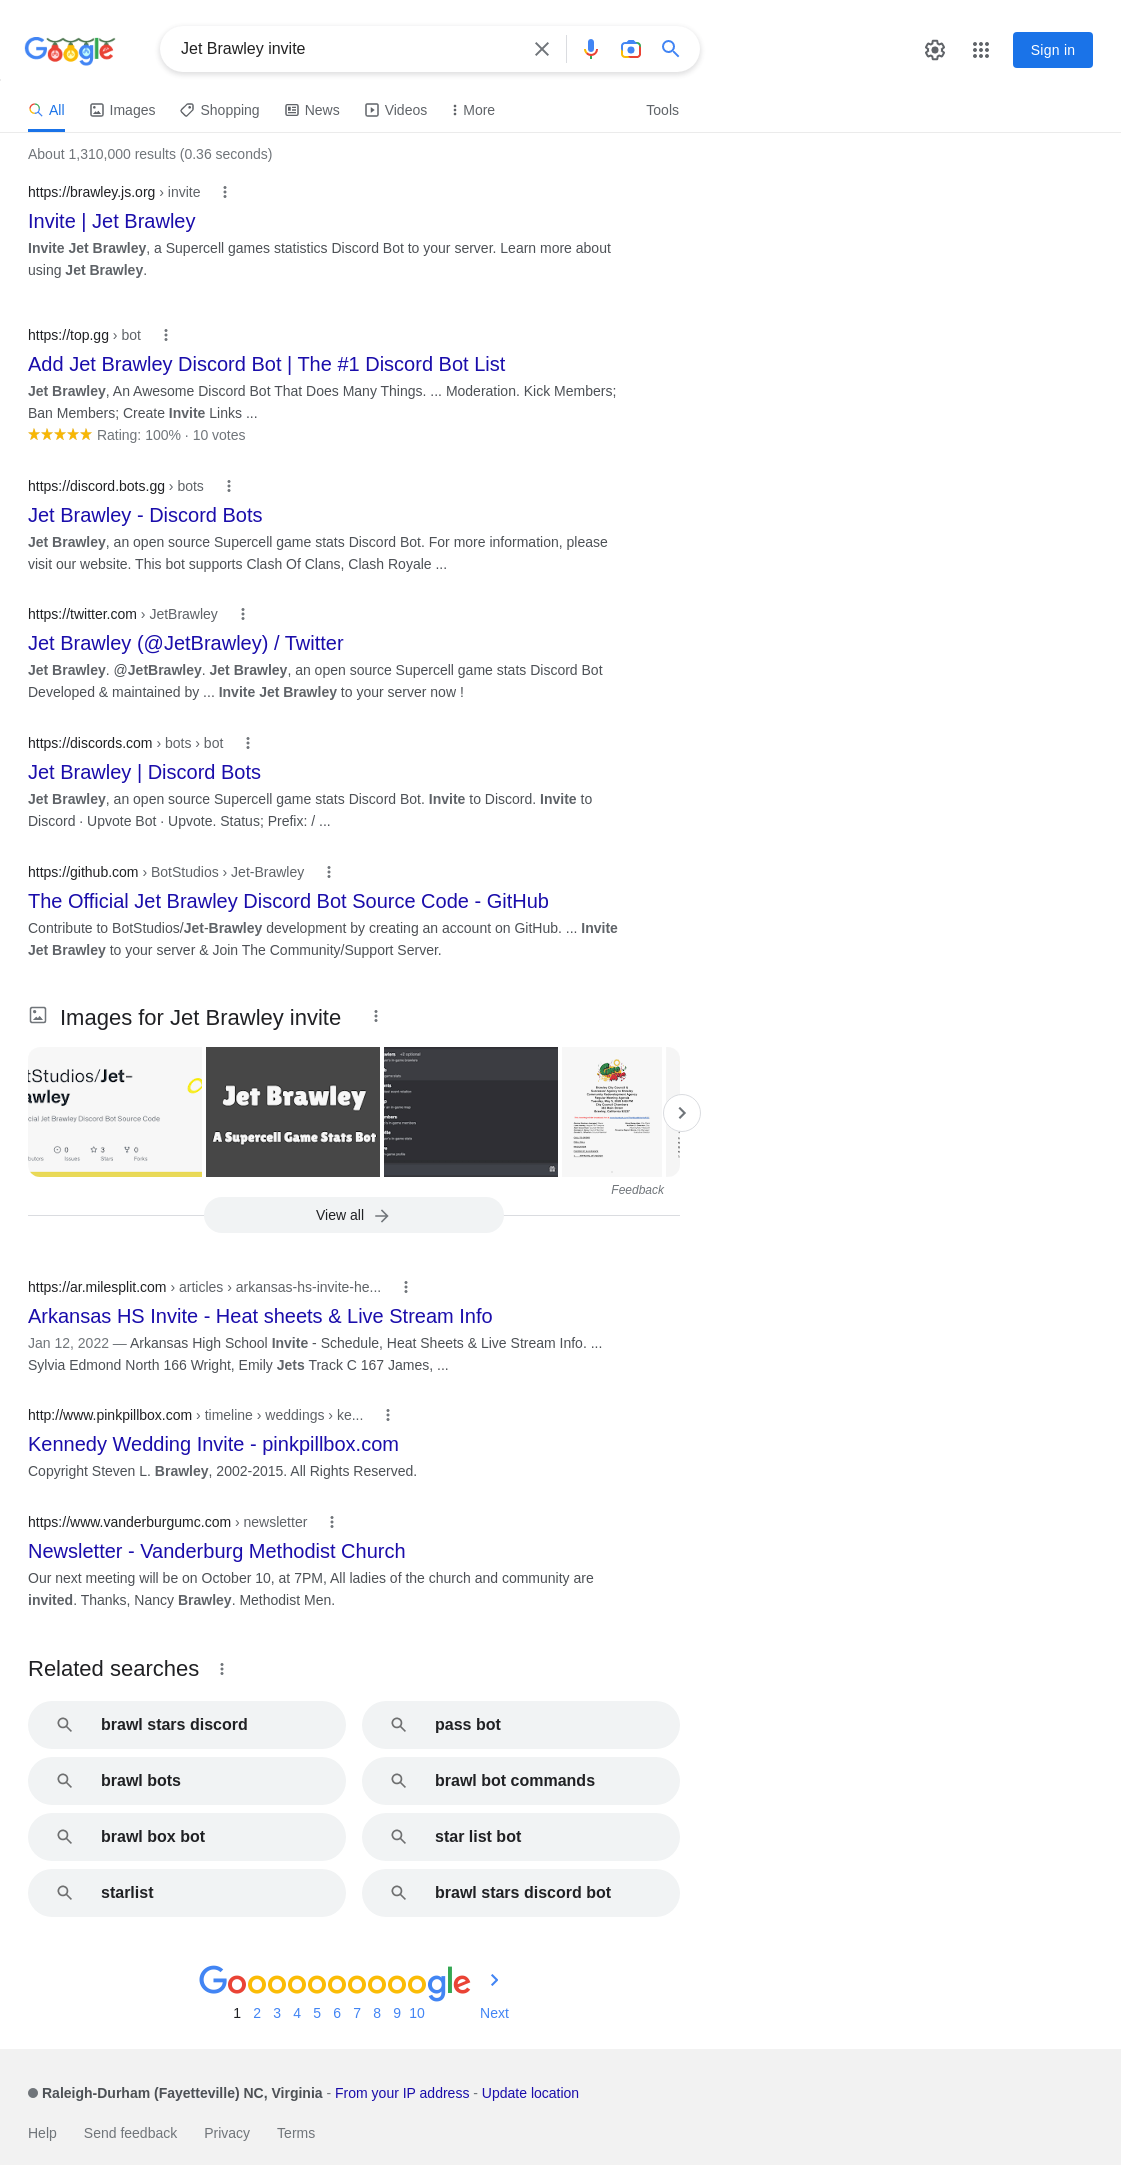 Google
Jet Brawley invite
Sign in
All
Images
Shopping
News
Videos
More
Tools
About 1,310,000 results (0.36 seconds)
https://brawley.js.org › invite
Invite | Jet Brawley
Invite Jet Brawley, a Supercell games statistics Discord Bot to your server. Learn more about
using Jet Brawley.
https://top.gg › bot
Add Jet Brawley Discord Bot | The #1 Discord Bot List
Jet Brawley, An Awesome Discord Bot That Does Many Things. ... Moderation. Kick Members;
Ban Members; Create Invite Links ...
Rating: 100% · 10 votes
https://discord.bots.gg › bots
Jet Brawley - Discord Bots
Jet Brawley, an open source Supercell game stats Discord Bot. For more information, please
visit our website. This bot supports Clash Of Clans, Clash Royale ...
https://twitter.com › JetBrawley
Jet Brawley (@JetBrawley) / Twitter
Jet Brawley. @JetBrawley. Jet Brawley, an open source Supercell game stats Discord Bot
Developed & maintained by ... Invite Jet Brawley to your server now !
https://discords.com › bots › bot
Jet Brawley | Discord Bots
Jet Brawley, an open source Supercell game stats Discord Bot. Invite to Discord. Invite to
Discord · Upvote Bot · Upvote. Status; Prefix: / ...
https://github.com › BotStudios › Jet-Brawley
The Official Jet Brawley Discord Bot Source Code - GitHub
Contribute to BotStudios/Jet-Brawley development by creating an account on GitHub. ... Invite
Jet Brawley to your server & Join The Community/Support Server.
Images for Jet Brawley invite
tStudios/Jet-
awley
cial Jet Brawley Discord Bot Source Code
0
3
0
butors
Issues
Stars
Forks
Jet Brawley
A Supercell Game Stats Bot
Feedback
View all
https://ar.milesplit.com › articles › arkansas-hs-invite-he...
Arkansas HS Invite - Heat sheets & Live Stream Info
Jan 12, 2022 — Arkansas High School Invite - Schedule, Heat Sheets & Live Stream Info. ...
Sylvia Edmond North 166 Wright, Emily Jets Track C 167 James, ...
http://www.pinkpillbox.com › timeline › weddings › ke...
Kennedy Wedding Invite - pinkpillbox.com
Copyright Steven L. Brawley, 2002-2015. All Rights Reserved.
https://www.vanderburgumc.com › newsletter
Newsletter - Vanderburg Methodist Church
Our next meeting will be on October 10, at 7PM, All ladies of the church and community are
invited. Thanks, Nancy Brawley. Methodist Men.
Related searches
brawl stars discord
pass bot
brawl bots
brawl bot commands
brawl box bot
star list bot
starlist
brawl stars discord bot
Goooooooooogle
1 2 3 4 5 6 7 8 9 10 Next
Raleigh-Durham (Fayetteville) NC, Virginia - From your IP address - Update location
Help Send feedback Privacy Terms